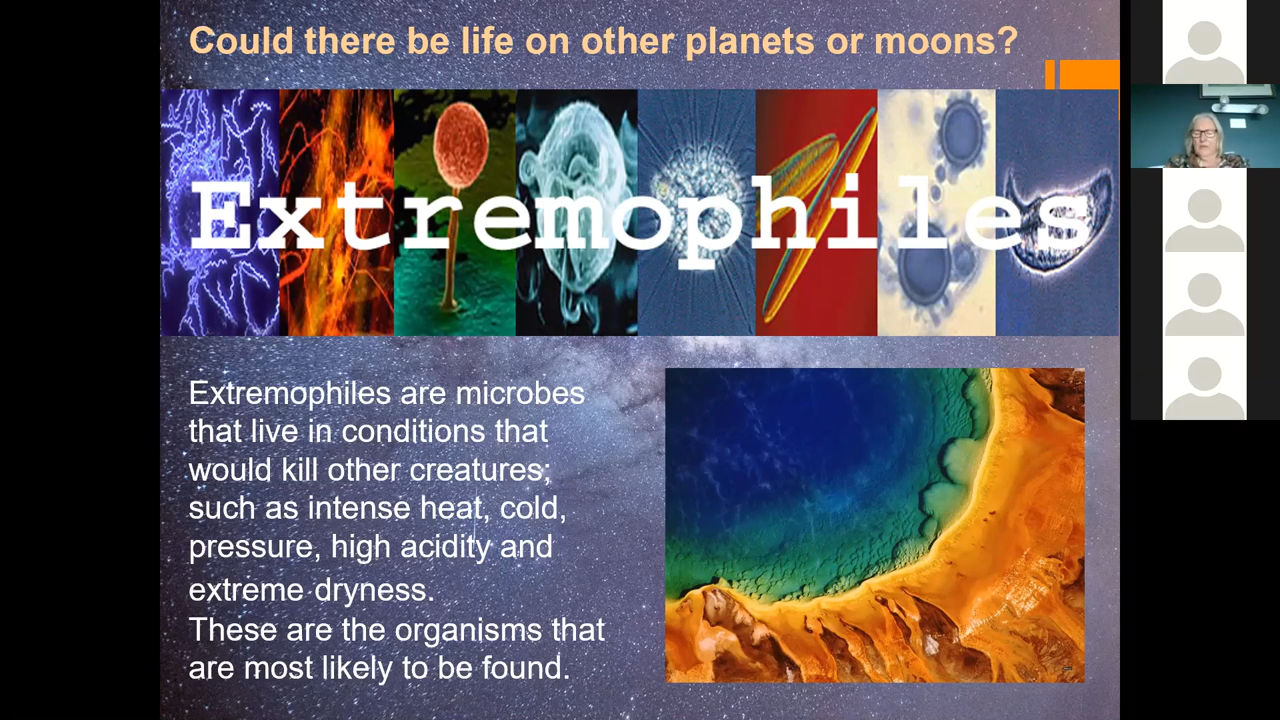 Could there be life on other planets or moons?
Extremophiles
Extremophiles are microbes
that live in conditions that
would kill other creatures;
such as intense heat, cold,
pressure, high acidity and
extreme dryness.
These are the organisms that
are most likely to be found.